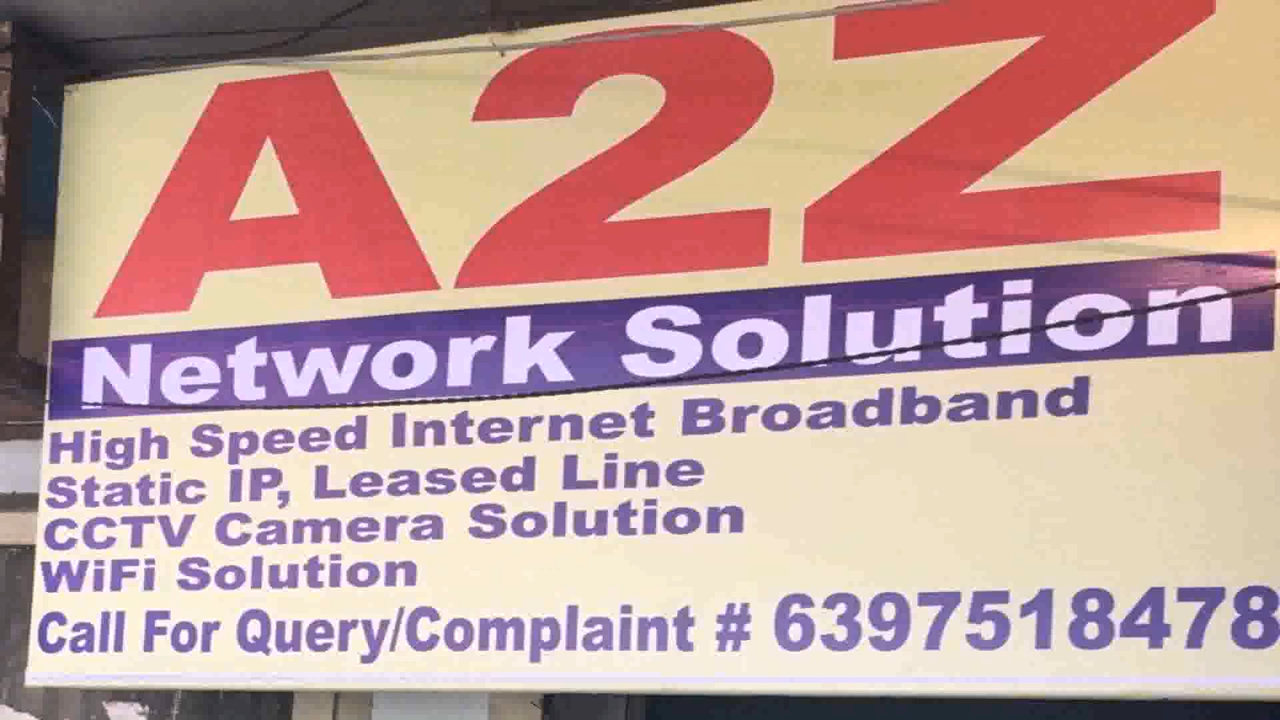 A2Z
Network Solution
High Speed Internet Broadband
Static IP, Leased Line
CCTV Camera Solution
WiFi Solution
Call For Query/Complaint # 6397518478